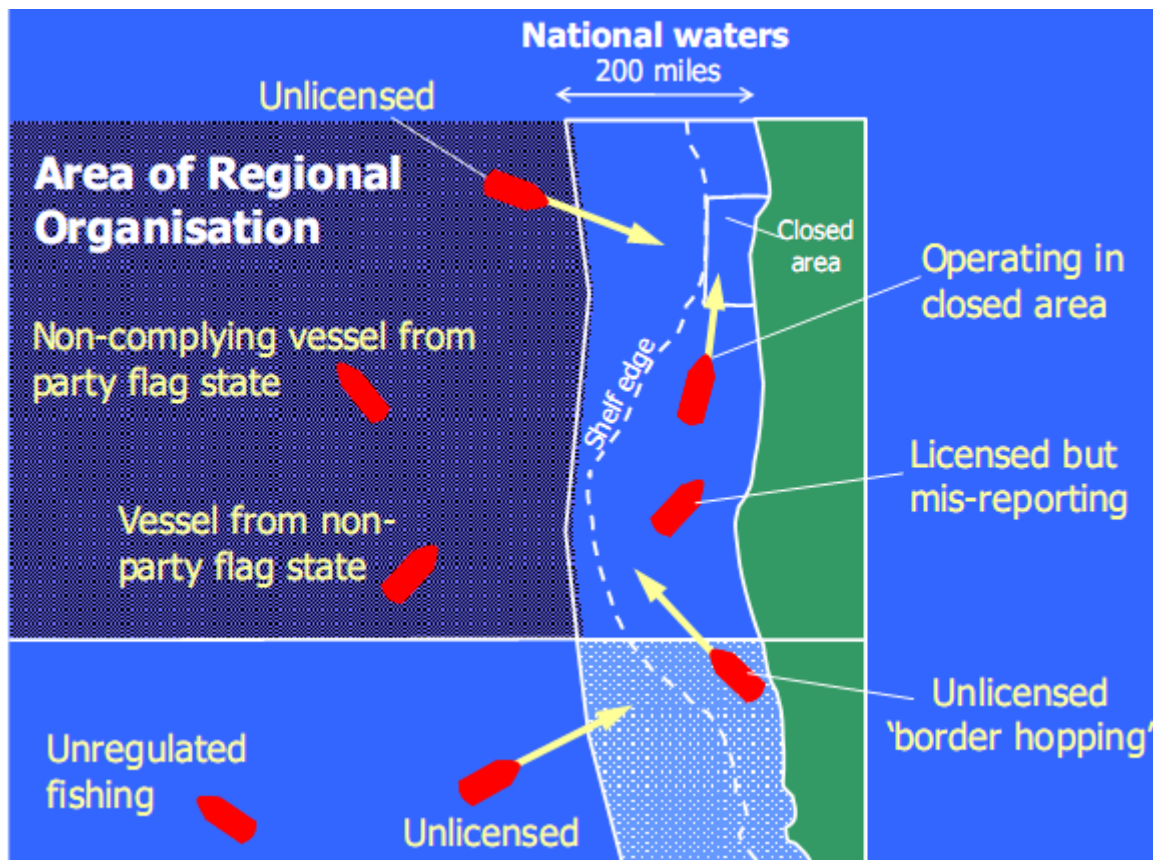 National waters
200 miles
Unlicensed
Area of Regional
Organisation
Closed
area
Operating in
closed area
Non-complying vessel from
party flag state
Shelf edge
Licensed but
mis-reporting
Vessel from non-
party flag state
Unlicensed
‘border hopping’
Unregulated
fishing
Unlicensed